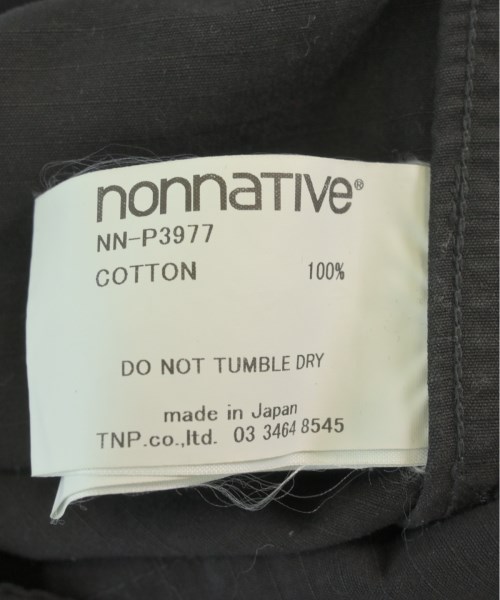 nonnaTIVe®
NN-P3977
COTTON 100%
DO NOT TUMBLE DRY
made in Japan
TNP.co.,ltd. 03 3464 8545